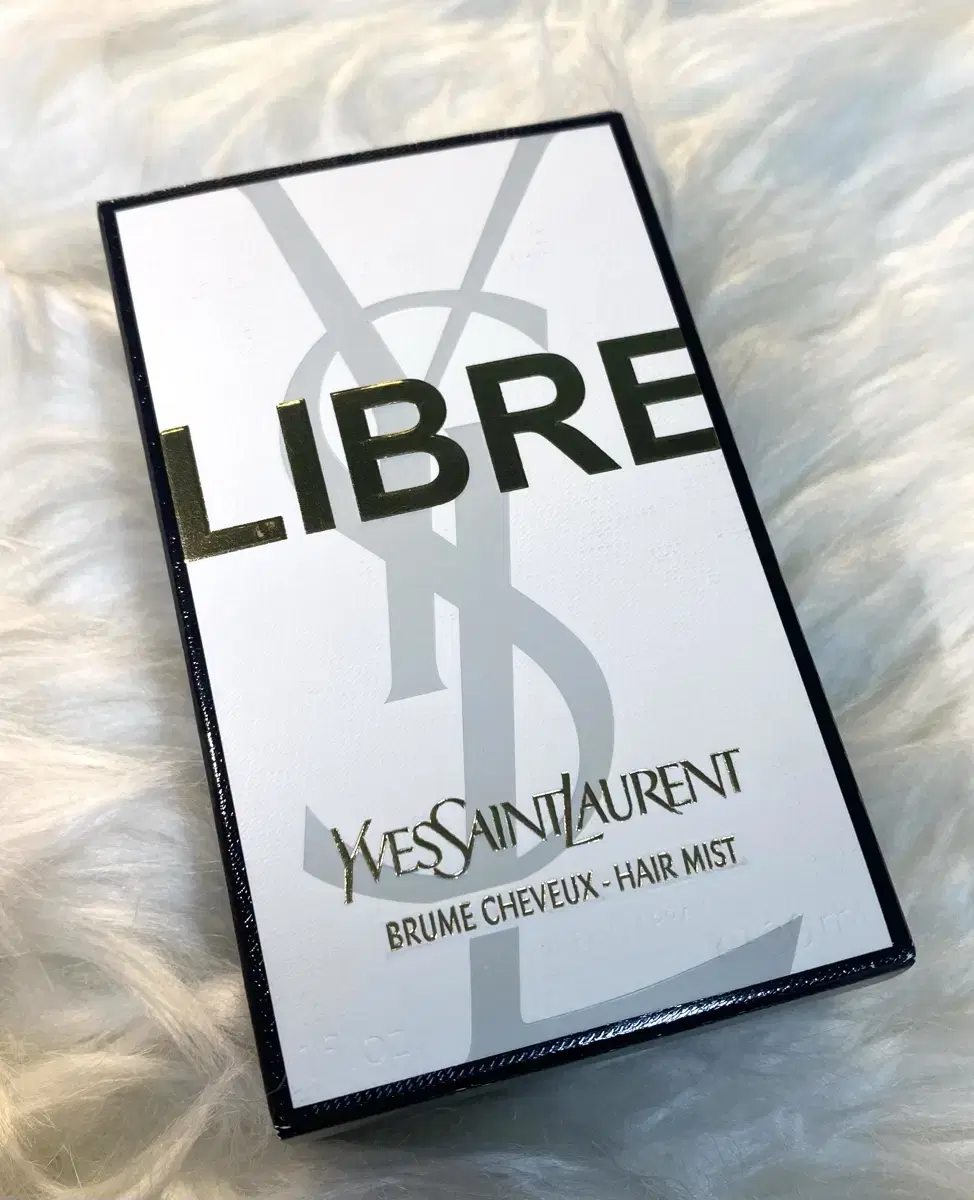 LIBRE
YVESSAINTLAURENT
BRUME CHEVEUX - HAIR MIST